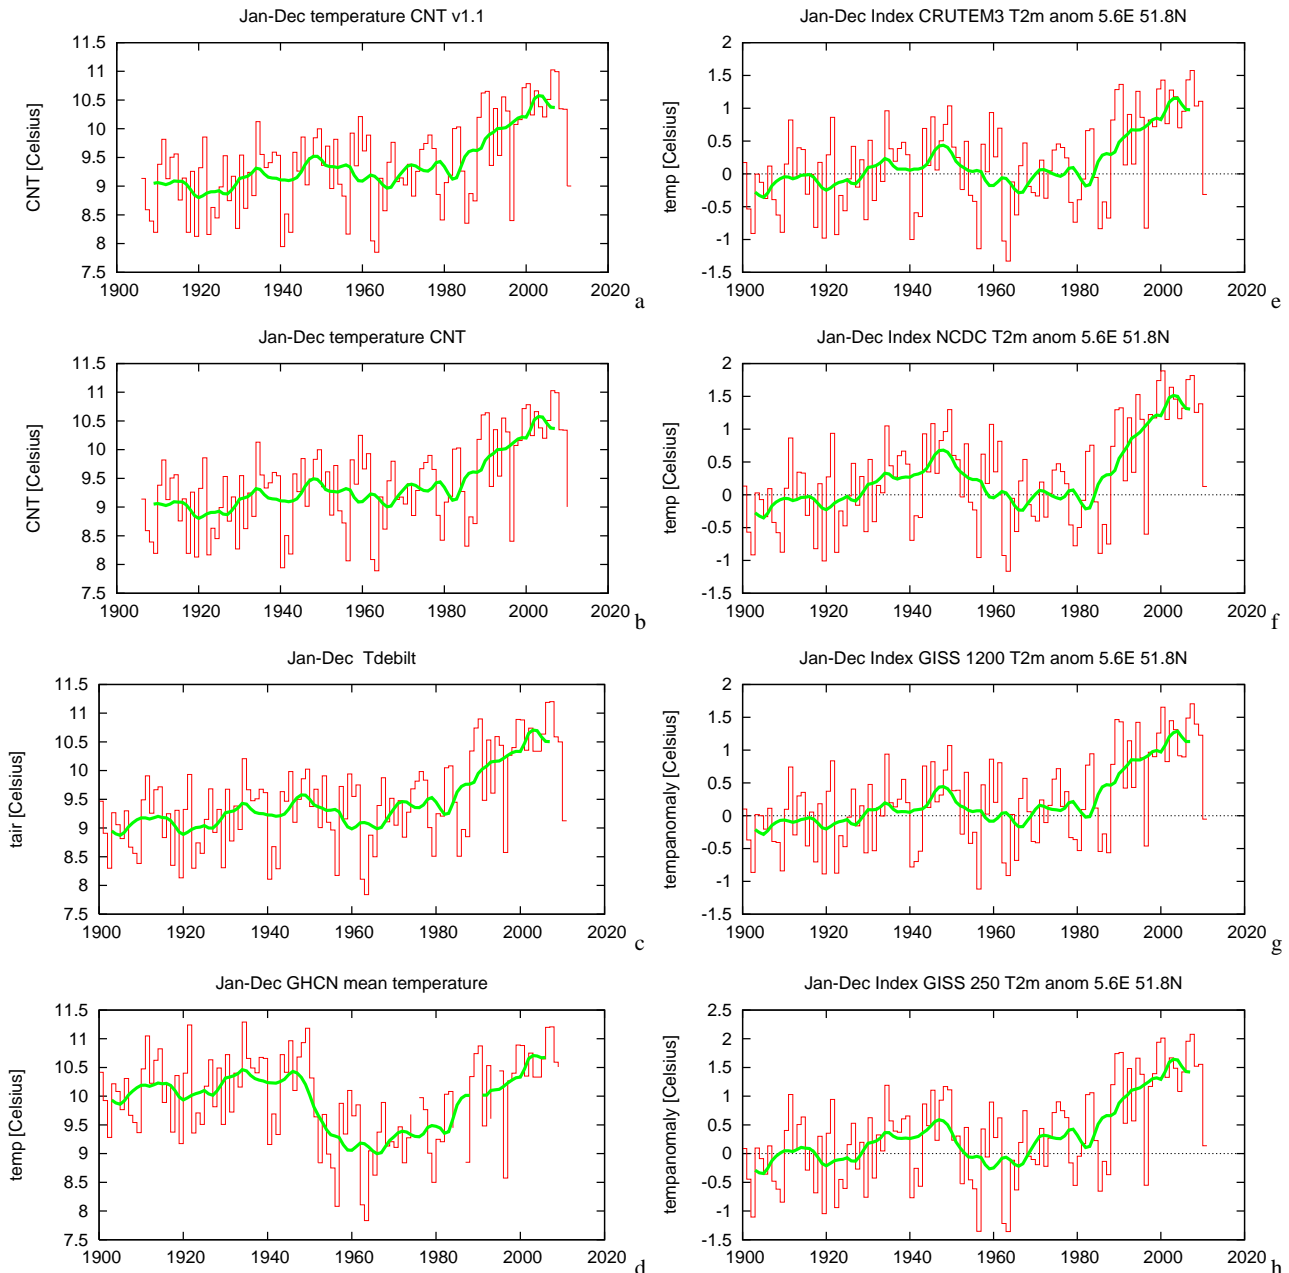 Jan-Dec temperature CNT v1.1
CNT [Celsius]
11.5
11
10.5
10
9.5
9
8.5
8
7.5
1900 1920 1940 1960 1980 2000 2020
a
Jan-Dec Index CRUTEM3 T2m anom 5.6E 51.8N
temp [Celsius]
2
1.5
1
0.5
0
-0.5
-1
-1.5
1900 1920 1940 1960 1980 2000 2020
e
Jan-Dec temperature CNT
CNT [Celsius]
11.5
11
10.5
10
9.5
9
8.5
8
7.5
1900 1920 1940 1960 1980 2000 2020
b
Jan-Dec Index NCDC T2m anom 5.6E 51.8N
temp [Celsius]
2
1.5
1
0.5
0
-0.5
-1
-1.5
1900 1920 1940 1960 1980 2000 2020
f
Jan-Dec Tdebilt
tair [Celsius]
11.5
11
10.5
10
9.5
9
8.5
8
7.5
1900 1920 1940 1960 1980 2000 2020
c
Jan-Dec Index GISS 1200 T2m anom 5.6E 51.8N
tempanomaly [Celsius]
2
1.5
1
0.5
0
-0.5
-1
-1.5
1900 1920 1940 1960 1980 2000 2020
g
Jan-Dec GHCN mean temperature
temp [Celsius]
11.5
11
10.5
10
9.5
9
8.5
8
7.5
1900 1920 1940 1960 1980 2000 2020
d
Jan-Dec Index GISS 250 T2m anom 5.6E 51.8N
tempanomaly [Celsius]
2.5
2
1.5
1
0.5
0
-0.5
-1
-1.5
1900 1920 1940 1960 1980 2000 2020
h